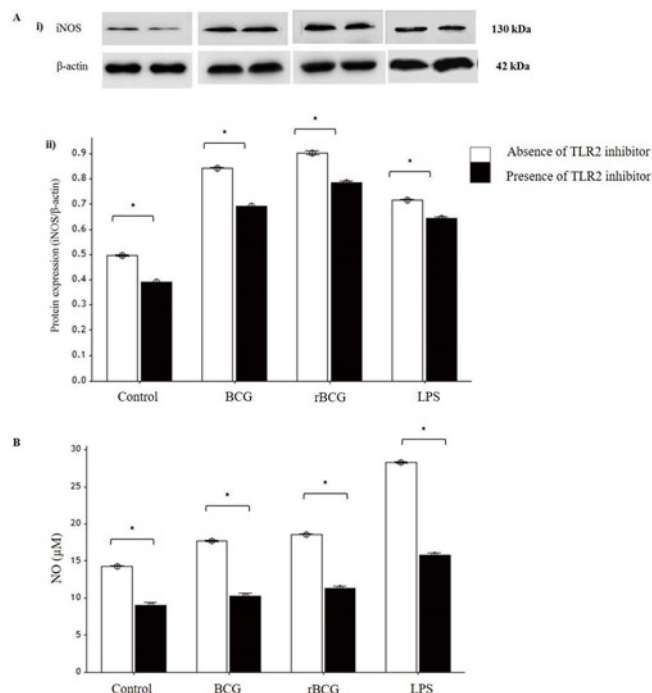 A
i) iNOS 130 kDa
β-actin 42 kDa
ii)
Absence of TLR2 inhibitor
Presence of TLR2 inhibitor
Protein expression (iNOS/β-actin)
0.9
0.8
0.7
0.6
0.5
0.4
0.3
0.2
0.1
0.0
* * * *
Control BCG rBCG LPS
B
NO (µM)
30
25
20
15
10
5
0
* * * *
Control BCG rBCG LPS